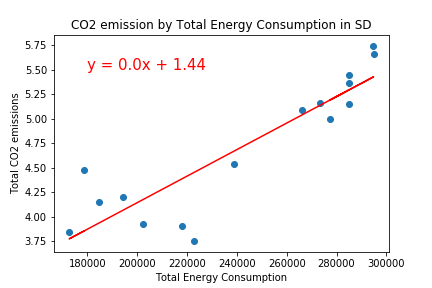 CO2 emission by Total Energy Consumption in SD
y = 0.0x + 1.44
Total CO2 emissions
5.75
5.50
5.25
5.00
4.75
4.50
4.25
4.00
3.75
180000 200000 220000 240000 260000 280000 300000
Total Energy Consumption